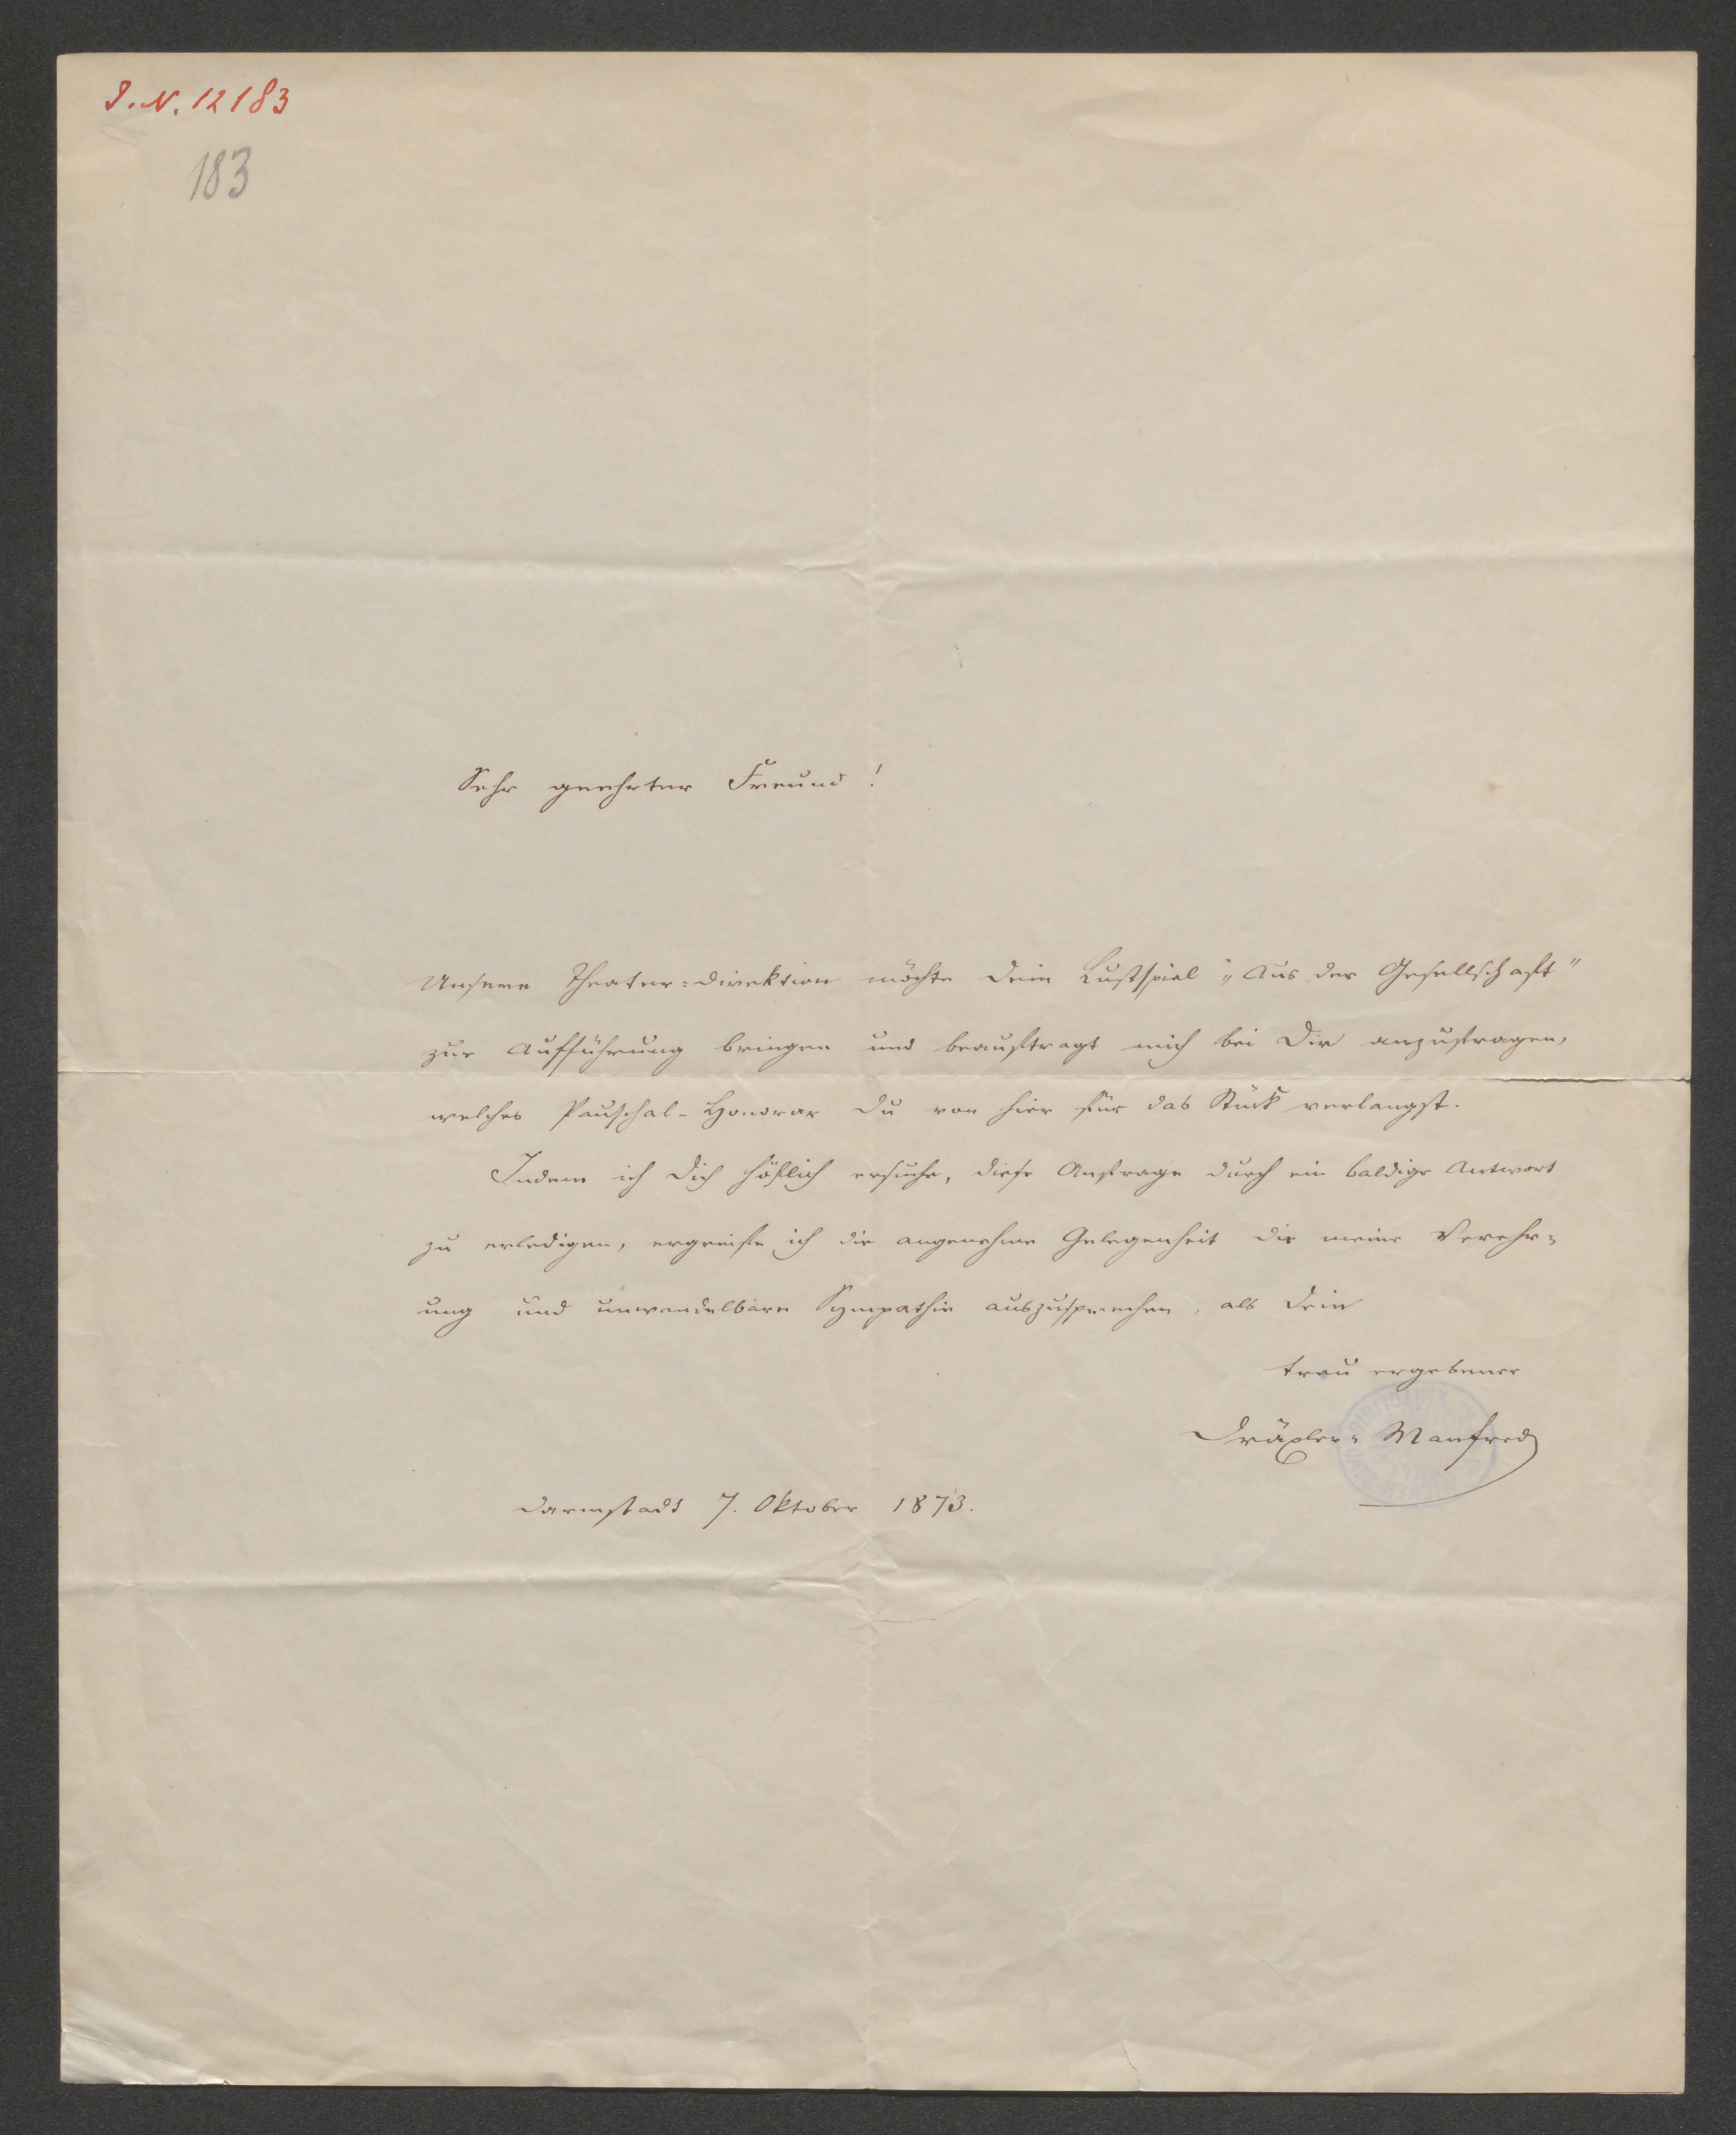 I. N. 12183
183
Sehr geehrter Freund!
Unsere Theater=Direktion möchte Dein Lustspiel „Aus der Gesellschaft"
zur Aufführung bringen und beauftragt mich bei Dir anzufragen,
welches Pauschal-Honorar Du von hier für das Stück verlangst.
Indem ich Dich höflich ersuche, diese Anfrage durch ein baldige Antwort
zu erledigen, ergreife ich die angenehme Gelegenheit Dir meine Verehr=
ung und unwandelbare Sympathie auszusprechen, als Dein
treu ergebener
Dräxler=Manfred
Darmstadt 7. Oktober 1873.